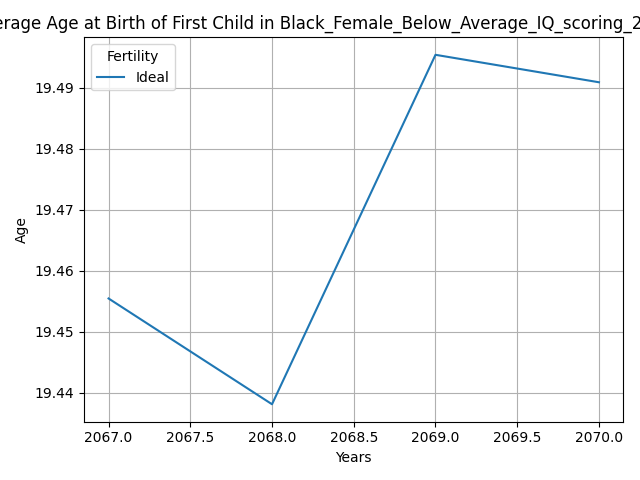 erage Age at Birth of First Child in Black_Female_Below_Average_IQ_scoring_2
Fertility
Ideal
19.49
19.48
19.47
19.46
19.45
19.44
Age
2067.0 2067.5 2068.0 2068.5 2069.0 2069.5 2070.0
Years